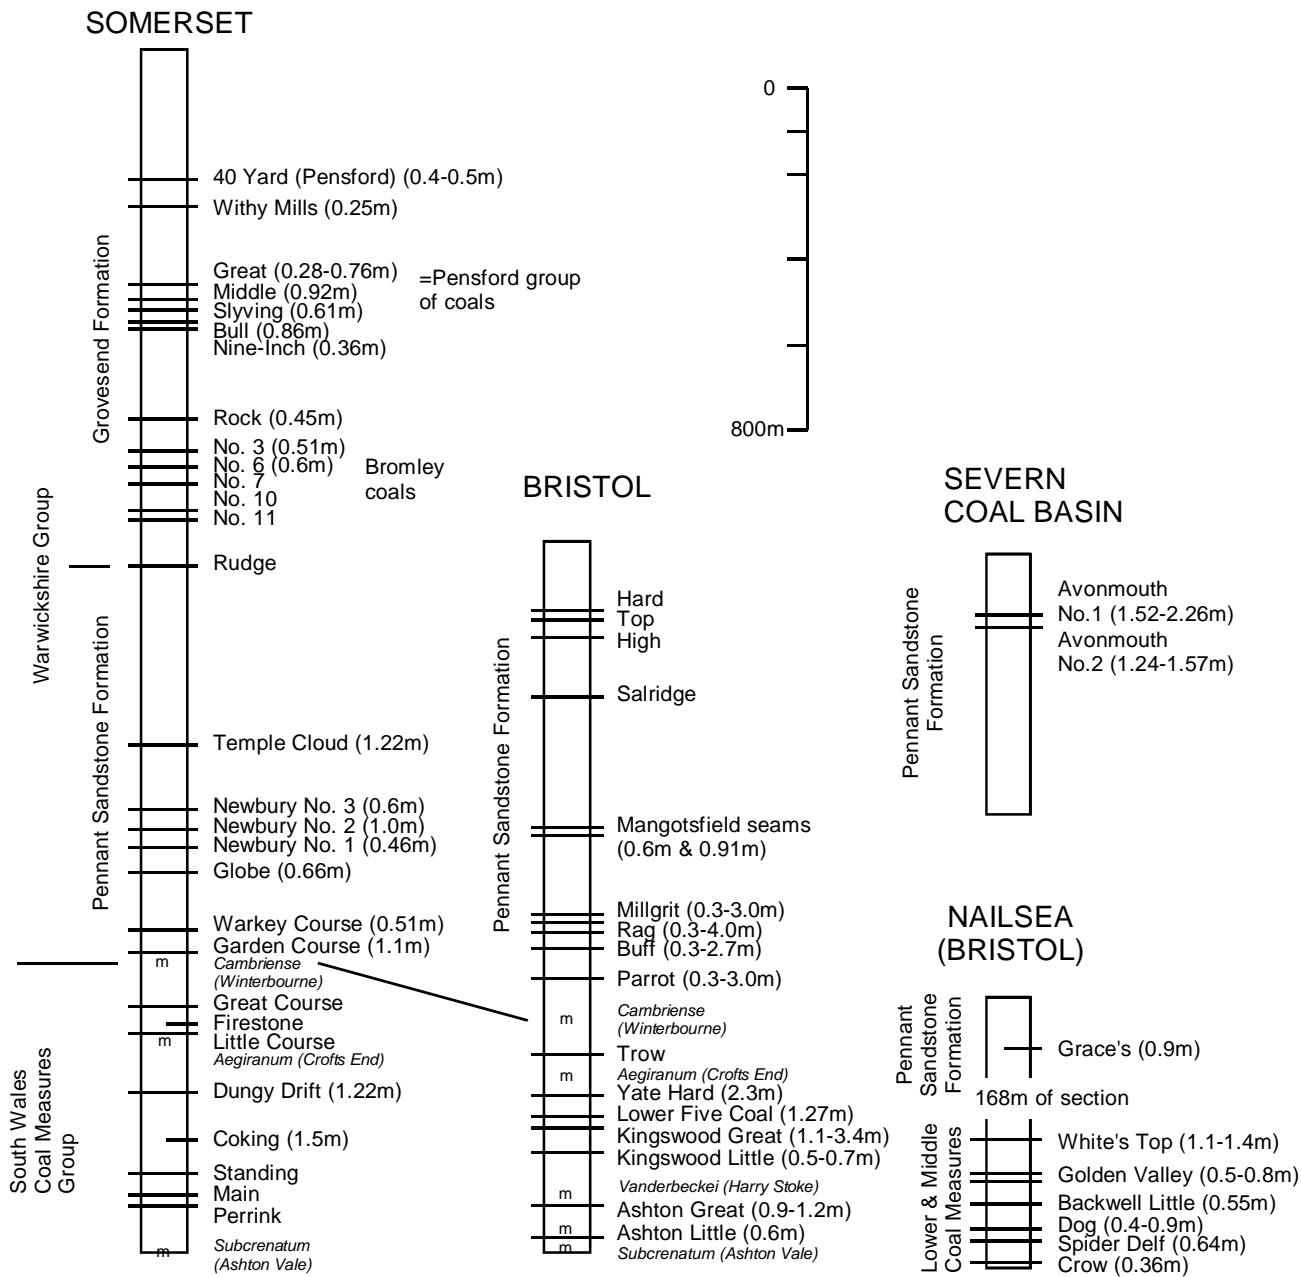 SOMERSET
40 Yard (Pensford) (0.4-0.5m)
Withy Mills (0.25m)
Great (0.28-0.76m)
Middle (0.92m)
Slyving (0.61m)
Bull (0.86m)
Nine-Inch (0.36m)
=Pensford group
of coals
Rock (0.45m)
No. 3 (0.51m)
No. 6 (0.6m)
No. 7
No. 10
No. 11
Bromley
coals
Rudge
Temple Cloud (1.22m)
Newbury No. 3 (0.6m)
Newbury No. 2 (1.0m)
Newbury No. 1 (0.46m)
Globe (0.66m)
Warkey Course (0.51m)
Garden Course (1.1m)
m
Cambriense
(Winterbourne)
Great Course
Firestone
Little Course
m
Aegiranum (Crofts End)
Dungy Drift (1.22m)
Coking (1.5m)
Standing
Main
Perrink
m
Subcrenatum
(Ashton Vale)
Grovesend Formation
Warwickshire Group
Pennant Sandstone Formation
South Wales
Coal Measures
Group
0
800m
BRISTOL
Hard
Top
High
Salridge
Mangotsfield seams
(0.6m & 0.91m)
Millgrit (0.3-3.0m)
Rag (0.3-4.0m)
Buff (0.3-2.7m)
Parrot (0.3-3.0m)
m
Cambriense
(Winterbourne)
Trow
m
Aegiranum (Crofts End)
Yate Hard (2.3m)
Lower Five Coal (1.27m)
Kingswood Great (1.1-3.4m)
Kingswood Little (0.5-0.7m)
m
Vanderbeckei (Harry Stoke)
Ashton Great (0.9-1.2m)
m
Ashton Little (0.6m)
m
Subcrenatum (Ashton Vale)
Pennant Sandstone Formation
SEVERN
COAL BASIN
Avonmouth
No.1 (1.52-2.26m)
Avonmouth
No.2 (1.24-1.57m)
Pennant Sandstone
Formation
NAILSEA
(BRISTOL)
Pennant
Sandstone
Formation
Grace's (0.9m)
168m of section
White's Top (1.1-1.4m)
Golden Valley (0.5-0.8m)
Backwell Little (0.55m)
Dog (0.4-0.9m)
Spider Delf (0.64m)
Crow (0.36m)
Lower & Middle
Coal Measures